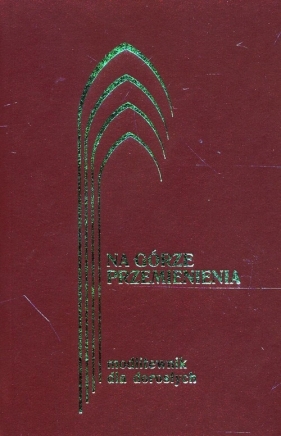 NA GÓRZE
PRZEMIENIENIA
modlitewnik
dla dorosłych